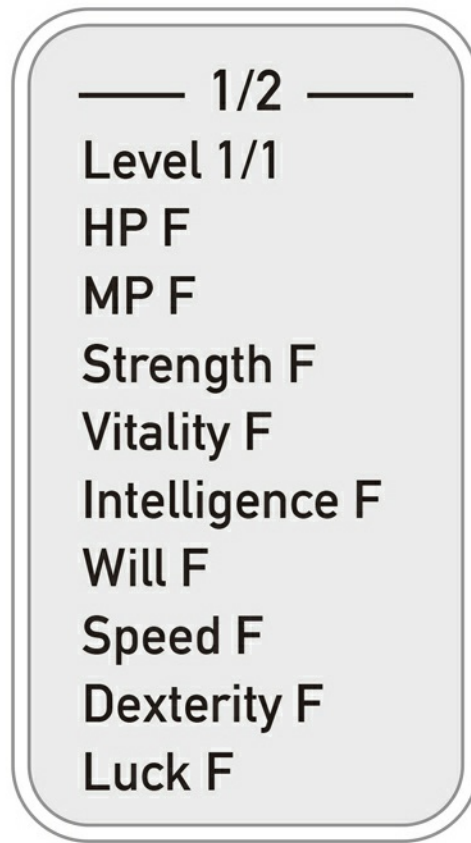 1/2
Level 1/1
HP F
MP F
Strength F
Vitality F
Intelligence F
Will F
Speed F
Dexterity F
Luck F